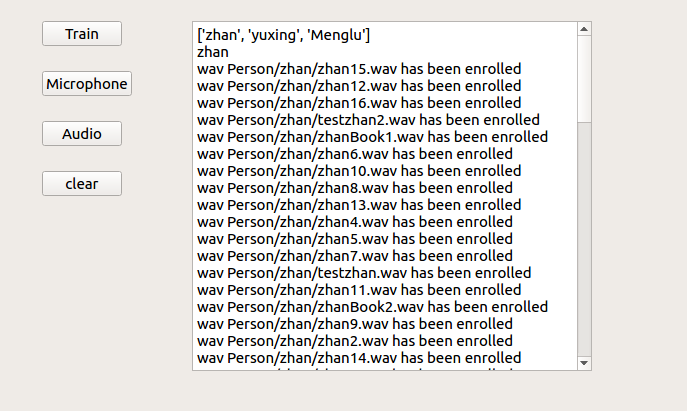 Train
Microphone
Audio
clear
['zhan', 'yuxing', 'Menglu']
zhan
wav Person/zhan/zhan15.wav has been enrolled
wav Person/zhan/zhan12.wav has been enrolled
wav Person/zhan/zhan16.wav has been enrolled
wav Person/zhan/testzhan2.wav has been enrolled
wav Person/zhan/zhanBook1.wav has been enrolled
wav Person/zhan/zhan6.wav has been enrolled
wav Person/zhan/zhan10.wav has been enrolled
wav Person/zhan/zhan8.wav has been enrolled
wav Person/zhan/zhan13.wav has been enrolled
wav Person/zhan/zhan4.wav has been enrolled
wav Person/zhan/zhan5.wav has been enrolled
wav Person/zhan/zhan7.wav has been enrolled
wav Person/zhan/testzhan.wav has been enrolled
wav Person/zhan/zhan11.wav has been enrolled
wav Person/zhan/zhanBook2.wav has been enrolled
wav Person/zhan/zhan9.wav has been enrolled
wav Person/zhan/zhan2.wav has been enrolled
wav Person/zhan/zhan14.wav has been enrolled